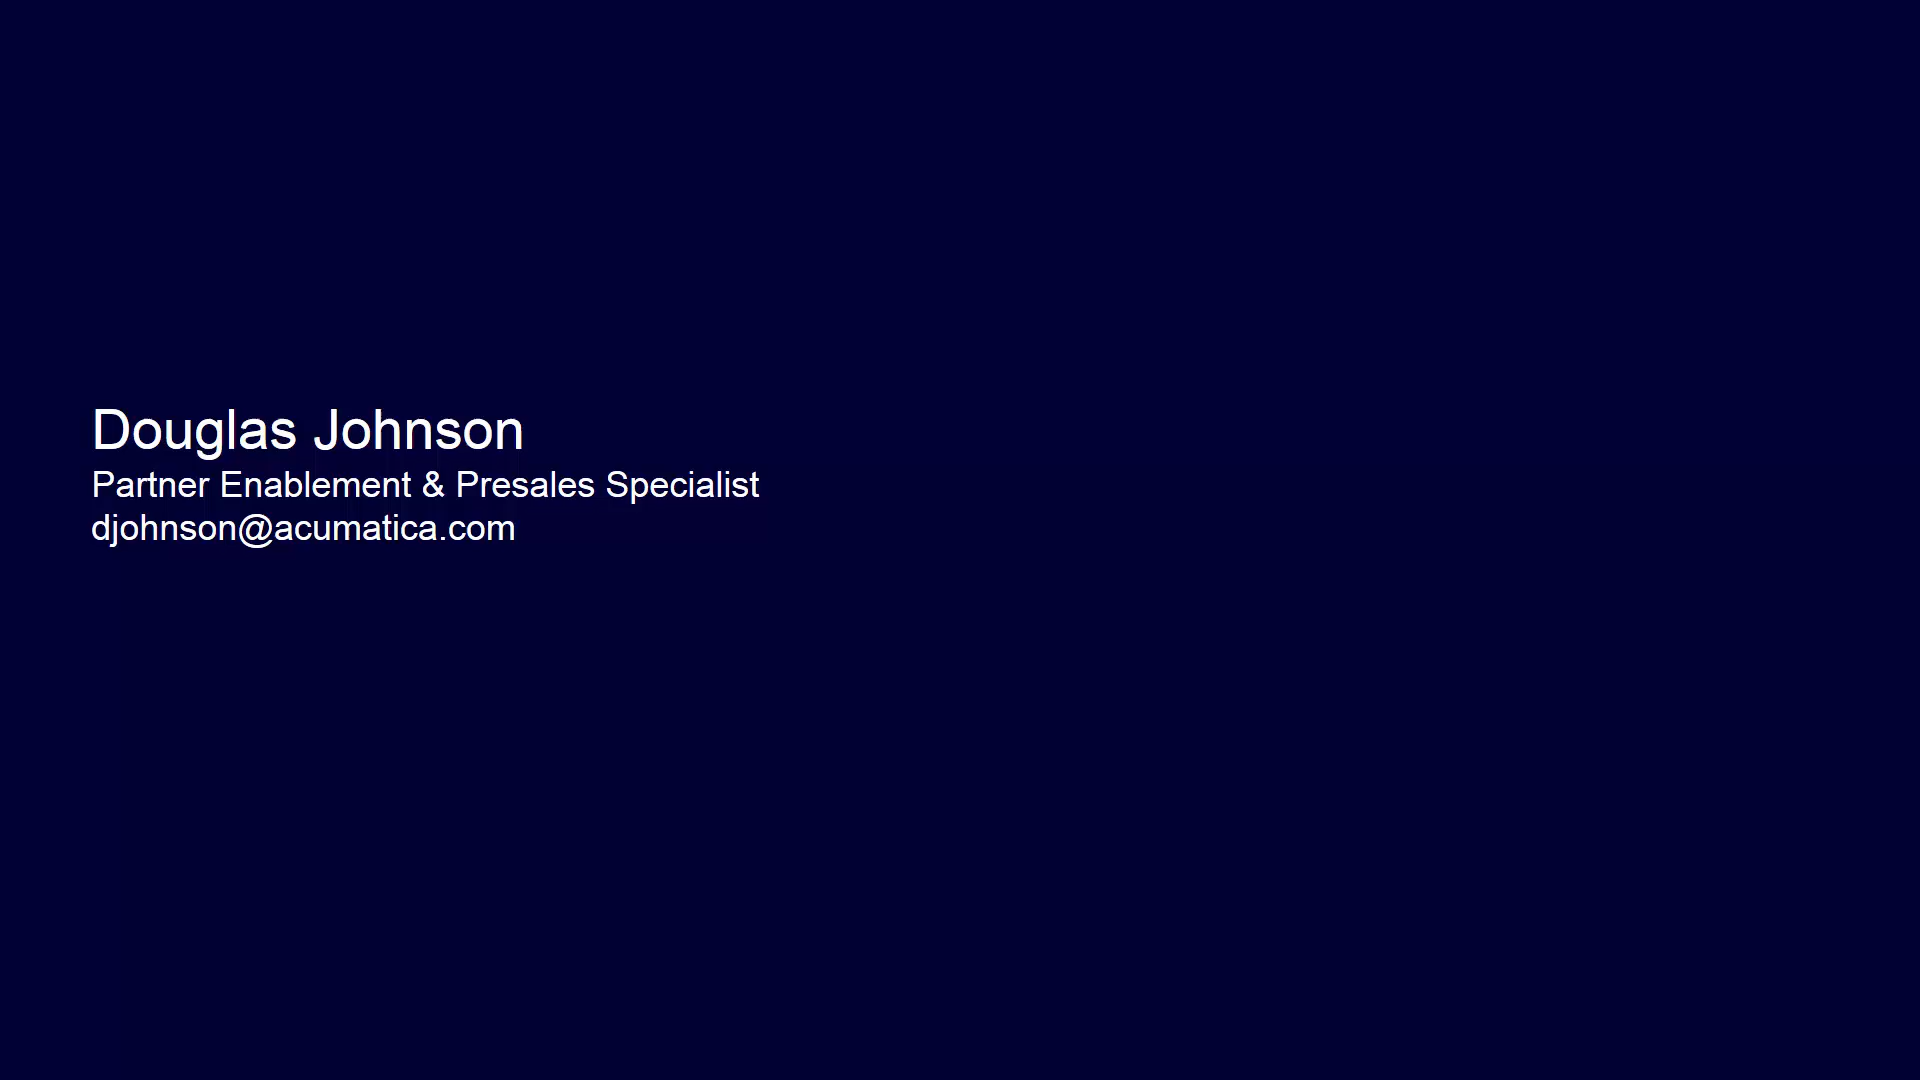 Douglas Johnson
Partner Enablement & Presales Specialist
djohnson@acumatica.com